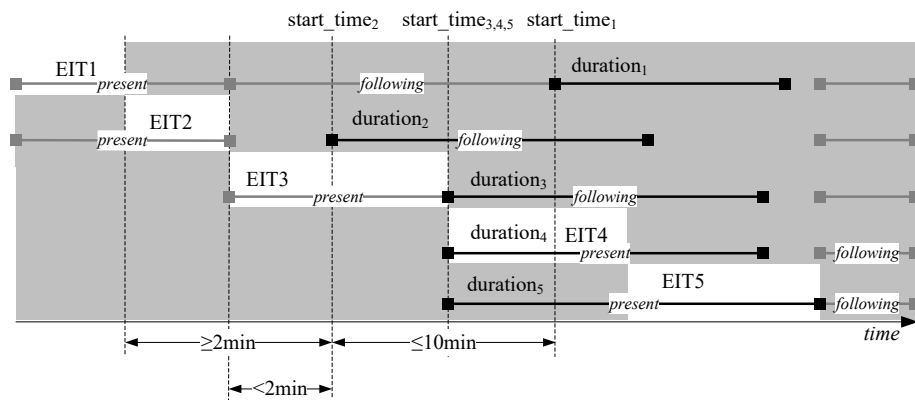 start_time2 start_time3,4,5 start_time1
EIT1 duration1
present following
EIT2 duration2
present following
EIT3 duration3
present following
duration4 EIT4
present following
duration5 EIT5
present following
time
≥2min ≤10min
<2min